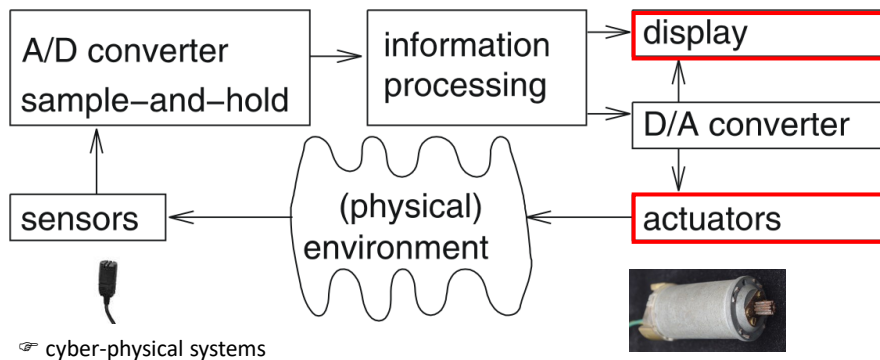 A/D converter
sample–and–hold
information
processing
display
D/A converter
sensors
(physical)
environment
actuators
☞ cyber-physical systems